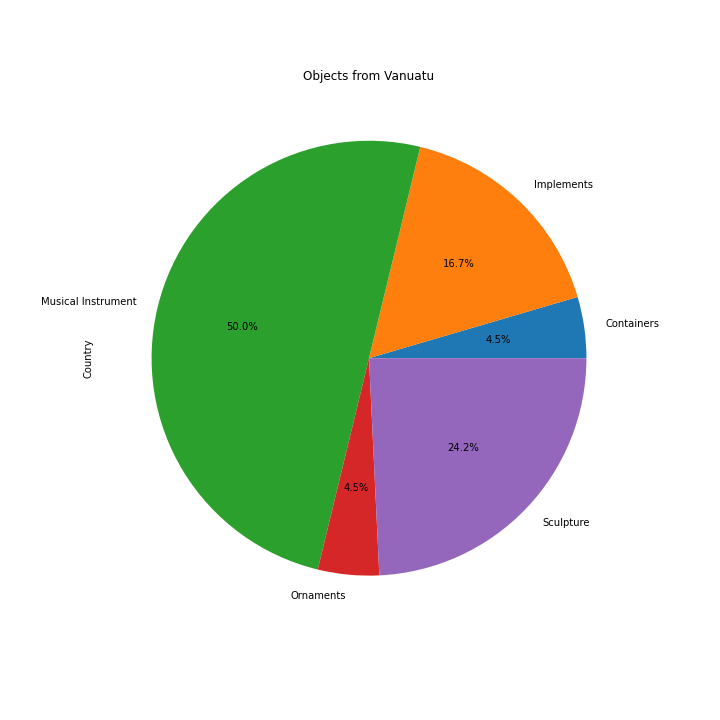 Objects from Vanuatu
Implements
16.7%
Musical Instrument
50.0%
Containers
4.5%
Country
24.2%
4.5%
Sculpture
Ornaments